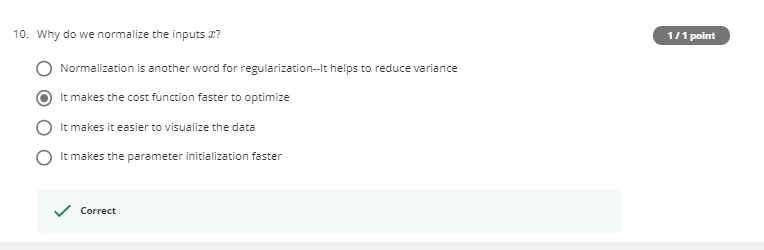 10. Why do we normalize the inputs x?
1 / 1 point
Normalization is another word for regularization--It helps to reduce variance
It makes the cost function faster to optimize
It makes it easier to visualize the data
It makes the parameter initialization faster
Correct